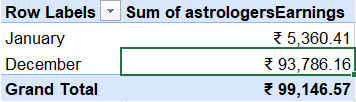 Row Labels Sum of astrologersEarnings
January ₹ 5,360.41
December ₹ 93,786.16
Grand Total ₹ 99,146.57